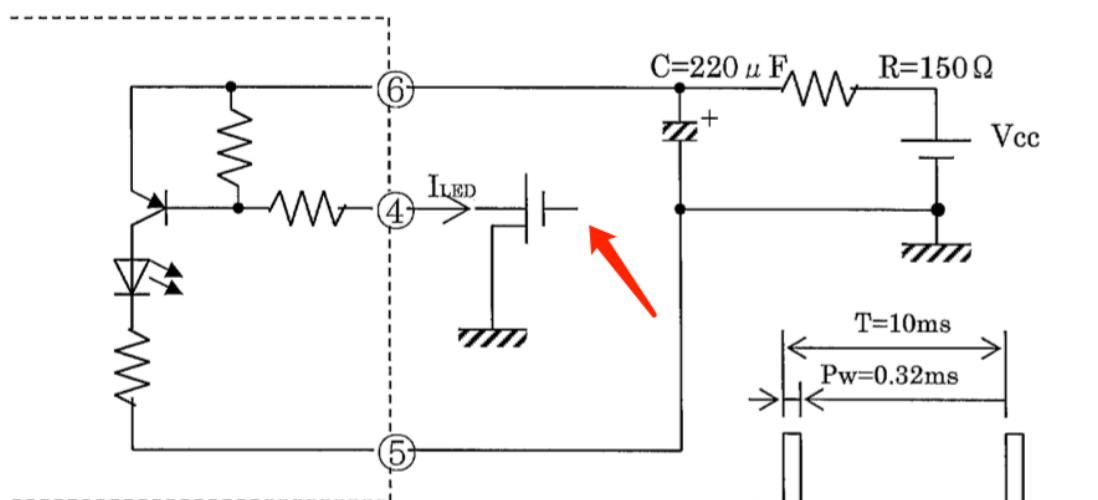 C=220μF
R=150Ω
⑥
+
Vcc
ILED
④
T=10ms
Pw=0.32ms
⑤